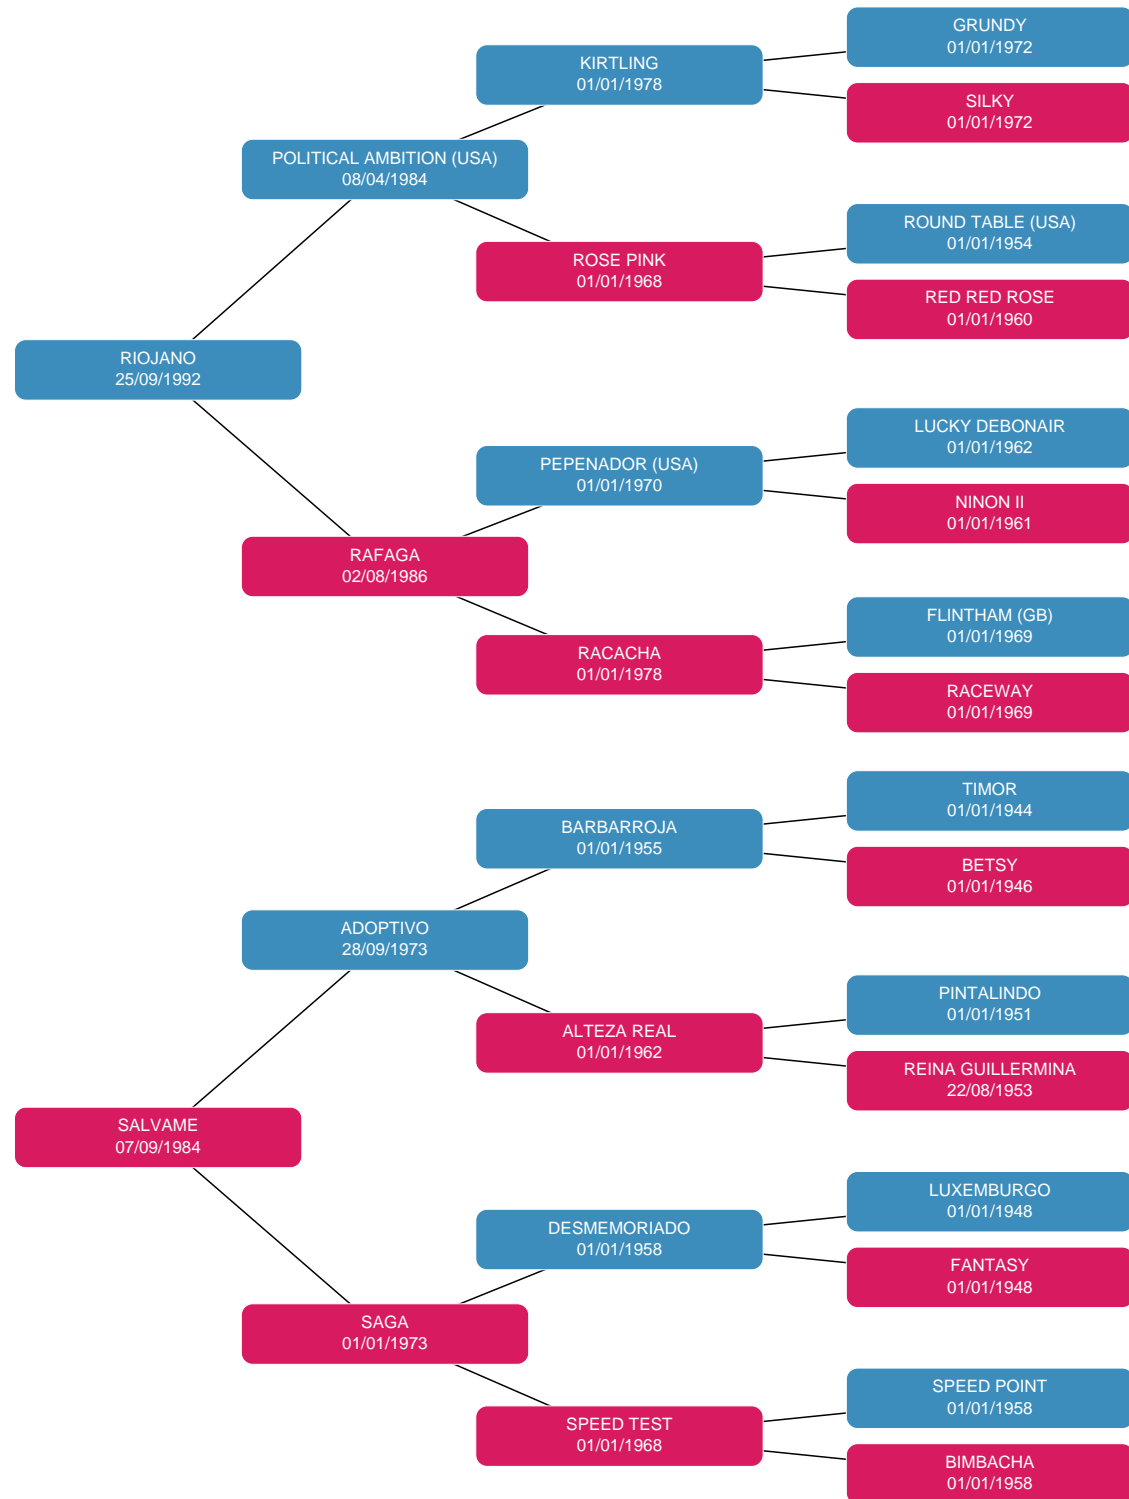 GRUNDY
01/01/1972
KIRTLING
01/01/1978
SILKY
01/01/1972
POLITICAL AMBITION (USA)
08/04/1984
ROUND TABLE (USA)
01/01/1954
ROSE PINK
01/01/1968
RED RED ROSE
01/01/1960
RIOJANO
25/09/1992
LUCKY DEBONAIR
01/01/1962
PEPENADOR (USA)
01/01/1970
NINON II
01/01/1961
RAFAGA
02/08/1986
FLINTHAM (GB)
01/01/1969
RACACHA
01/01/1978
RACEWAY
01/01/1969
TIMOR
01/01/1944
BARBARROJA
01/01/1955
BETSY
01/01/1946
ADOPTIVO
28/09/1973
PINTALINDO
01/01/1951
ALTEZA REAL
01/01/1962
REINA GUILLERMINA
22/08/1953
SALVAME
07/09/1984
LUXEMBURGO
01/01/1948
DESMEMORIADO
01/01/1958
FANTASY
01/01/1948
SAGA
01/01/1973
SPEED POINT
01/01/1958
SPEED TEST
01/01/1968
BIMBACHA
01/01/1958